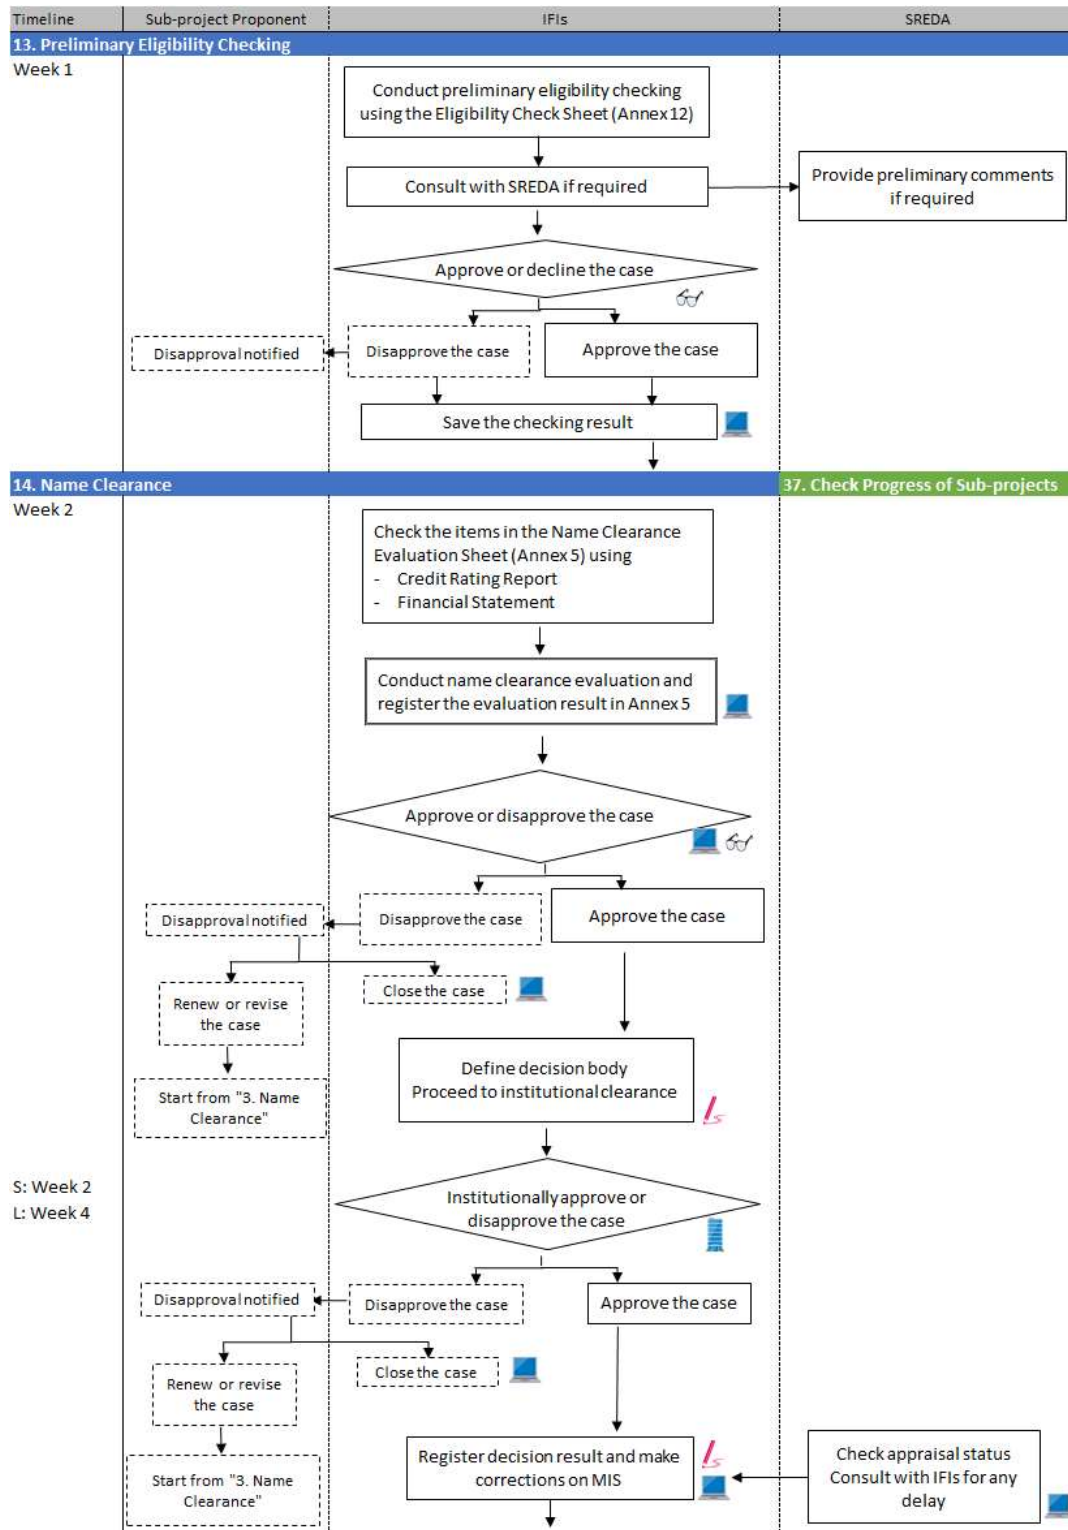 Timeline
Sub-project Proponent
IFIs
SREDA
13. Preliminary Eligibility Checking
Week 1
Conduct preliminary eligibility checking
using the Eligibility Check Sheet (Annex 12)
Consult with SREDA if required
Provide preliminary comments
if required
Approve or decline the case
Disapproval notified
Disapprove the case
Approve the case
Save the checking result
14. Name Clearance
37. Check Progress of Sub-projects
Week 2
Check the items in the Name Clearance
Evaluation Sheet (Annex 5) using
- Credit Rating Report
- Financial Statement
Conduct name clearance evaluation and
register the evaluation result in Annex 5
Approve or disapprove the case
Disapproval notified
Disapprove the case
Approve the case
Renew or revise
the case
Close the case
Start from "3. Name
Clearance"
Define decision body
Proceed to institutional clearance
S: Week 2
L: Week 4
Institutionally approve or
disapprove the case
Disapproval notified
Disapprove the case
Approve the case
Renew or revise
the case
Close the case
Start from "3. Name
Clearance"
Register decision result and make
corrections on MIS
Check appraisal status
Consult with IFIs for any
delay